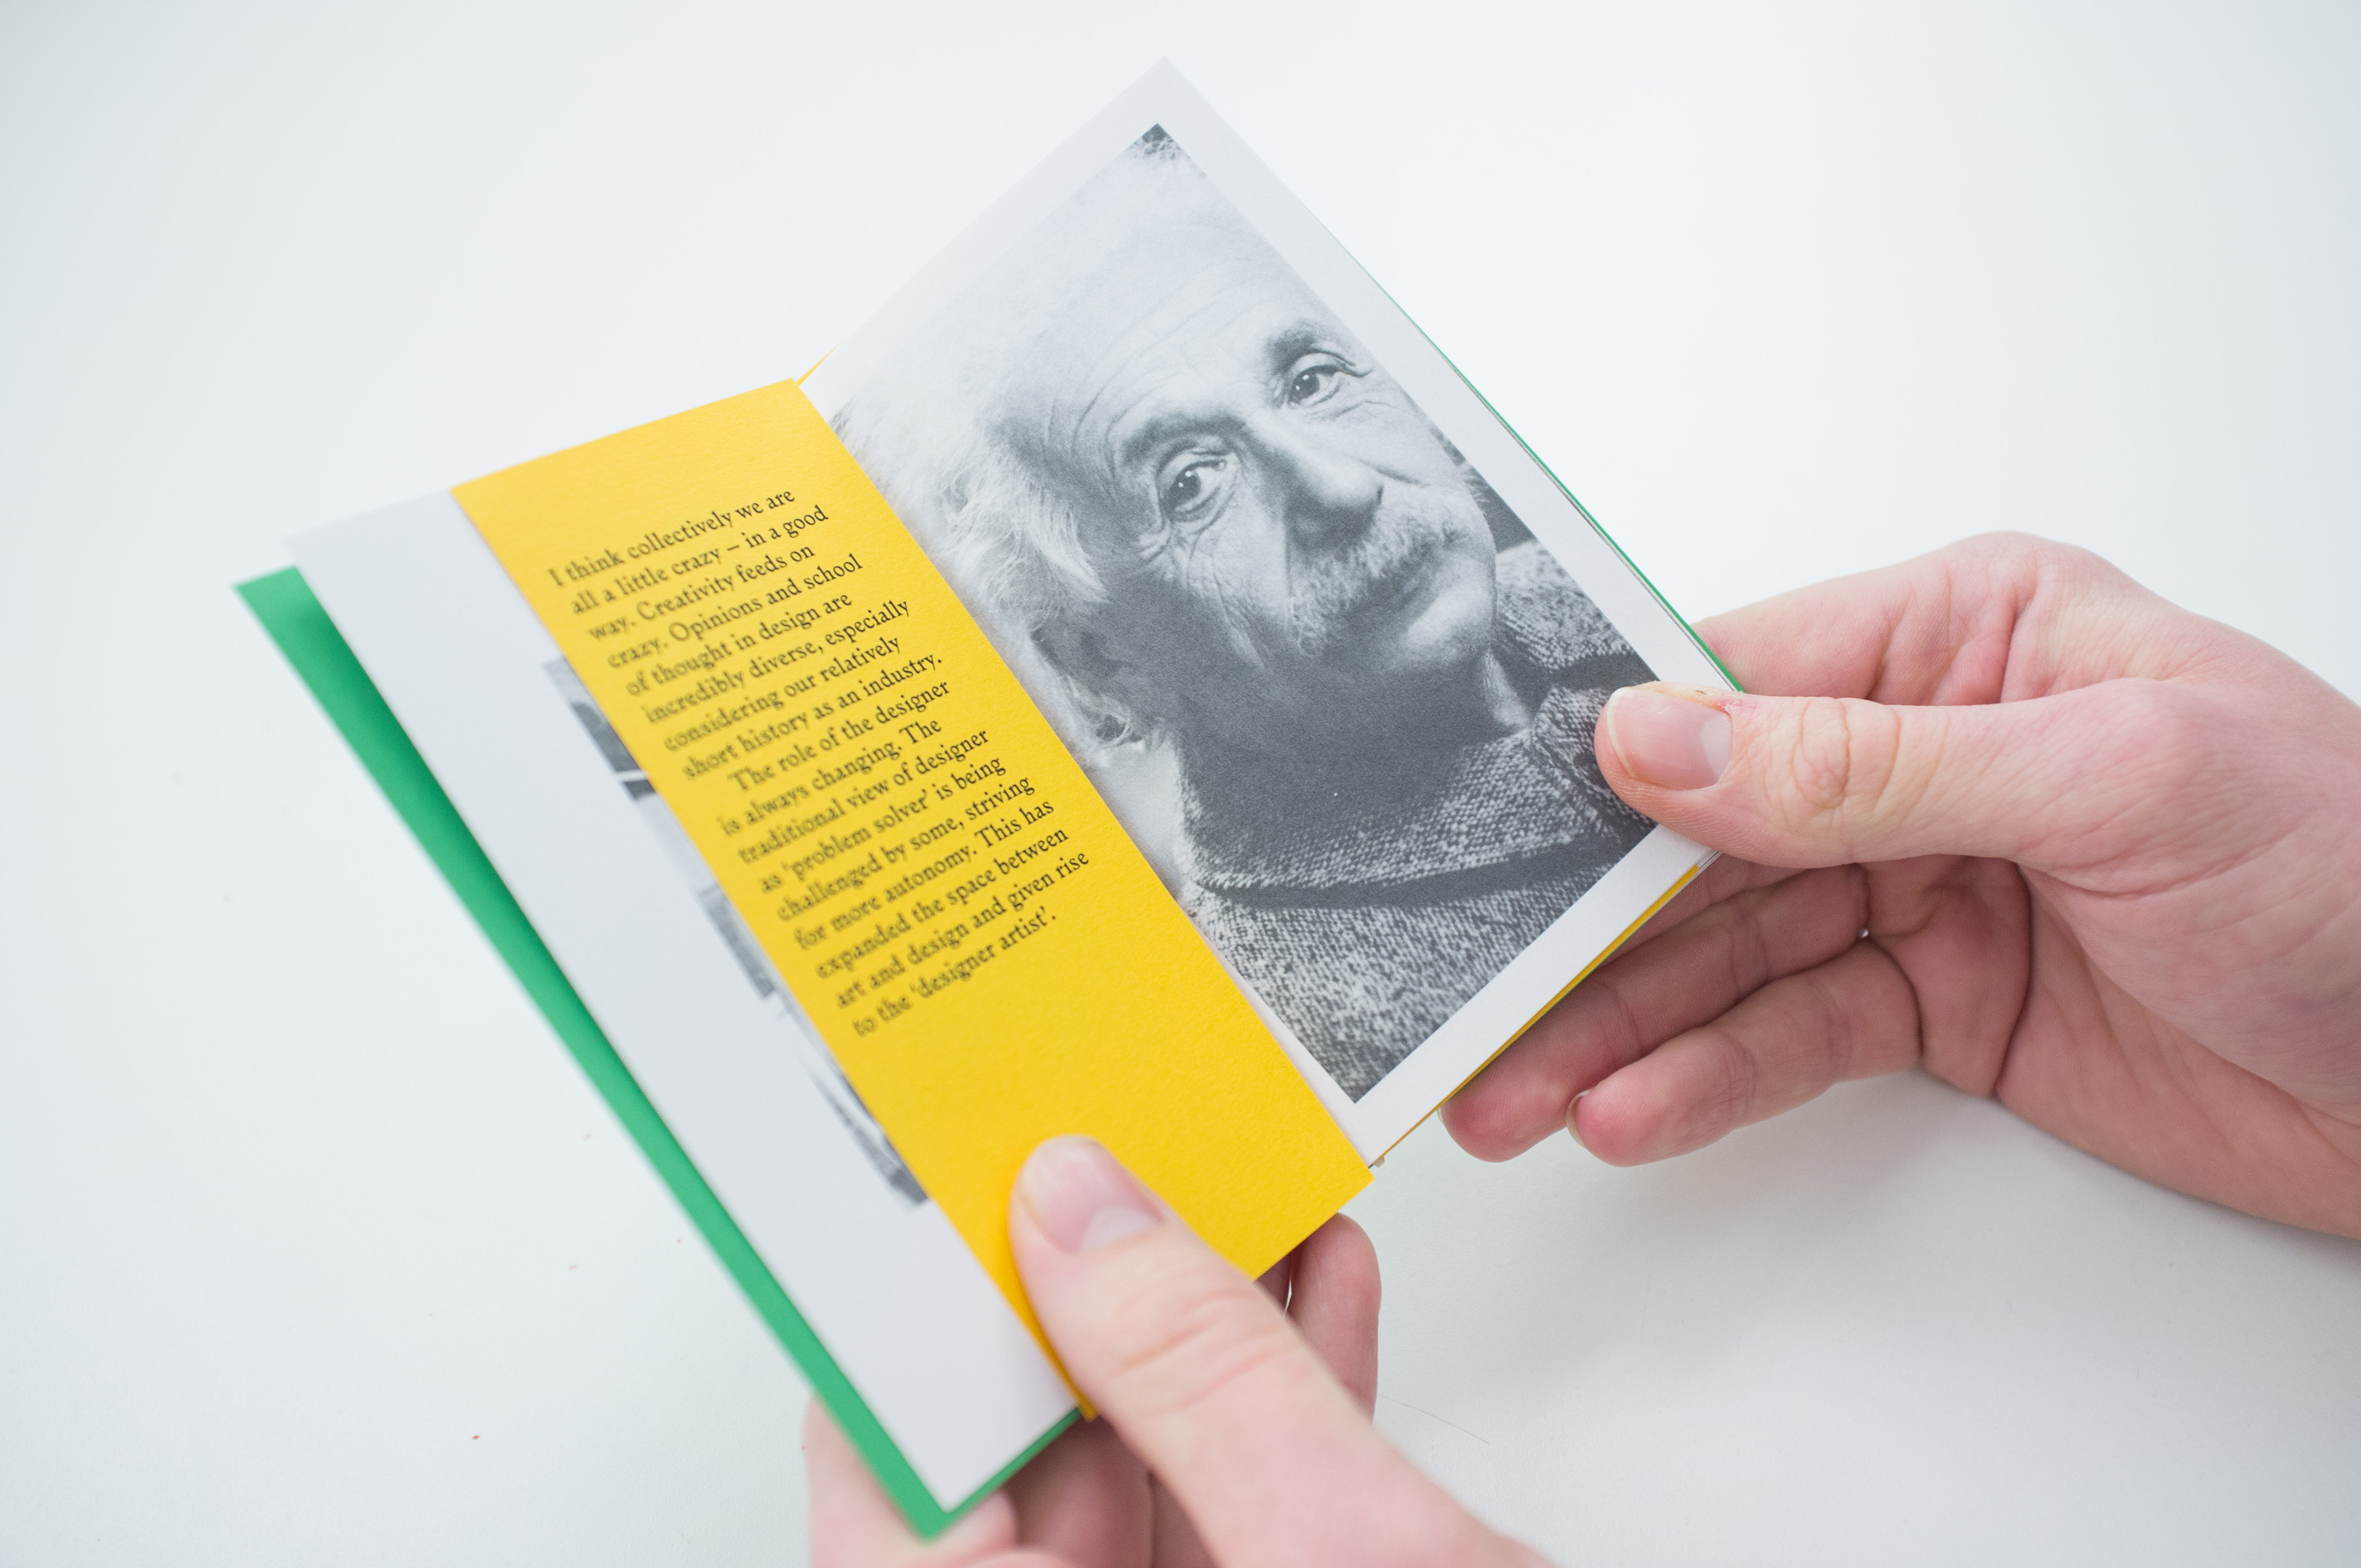 I think collectively we are
all a little crazy – in a good
way. Creativity feeds on
crazy. Opinions and school
of thought in design are
incredibly diverse, especially
considering our relatively
short history as an industry.
The role of the designer
is always changing. The
traditional view of designer
as ‘problem solver’ is being
challenged by some, striving
for more autonomy. This has
expanded the space between
art and design and given rise
to the ‘designer artist’.